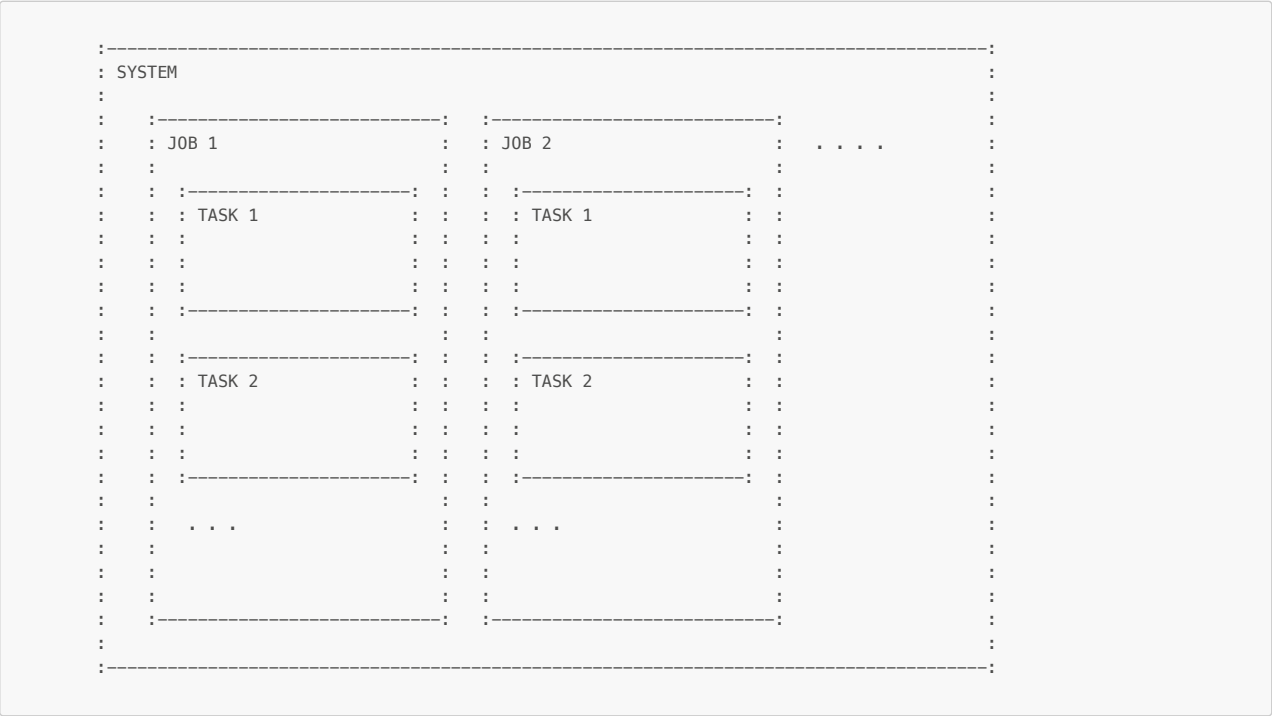 :----------------------------------------------------------------------------------------:
: SYSTEM                                                                                 :
:                                                                                        :
:    :----------------------------:   :----------------------------:                     :
:    : JOB 1                      :   : JOB 2                      :   . . . .           :
:    :                            :   :                            :                     :
:    :  :----------------------:  :   :  :----------------------:  :                     :
:    :  : TASK 1               :  :   :  : TASK 1               :  :                     :
:    :  :                      :  :   :  :                      :  :                     :
:    :  :                      :  :   :  :                      :  :                     :
:    :  :                      :  :   :  :                      :  :                     :
:    :  :----------------------:  :   :  :----------------------:  :                     :
:    :                            :   :                            :                     :
:    :  :----------------------:  :   :  :----------------------:  :                     :
:    :  : TASK 2               :  :   :  : TASK 2               :  :                     :
:    :  :                      :  :   :  :                      :  :                     :
:    :  :                      :  :   :  :                      :  :                     :
:    :  :                      :  :   :  :                      :  :                     :
:    :  :----------------------:  :   :  :----------------------:  :                     :
:    :                            :   :                            :                     :
:    :   . . .                    :   :  . . .                     :                     :
:    :                            :   :                            :                     :
:    :                            :   :                            :                     :
:    :                            :   :                            :                     :
:    :----------------------------:   :----------------------------:                     :
:                                                                                        :
:----------------------------------------------------------------------------------------: